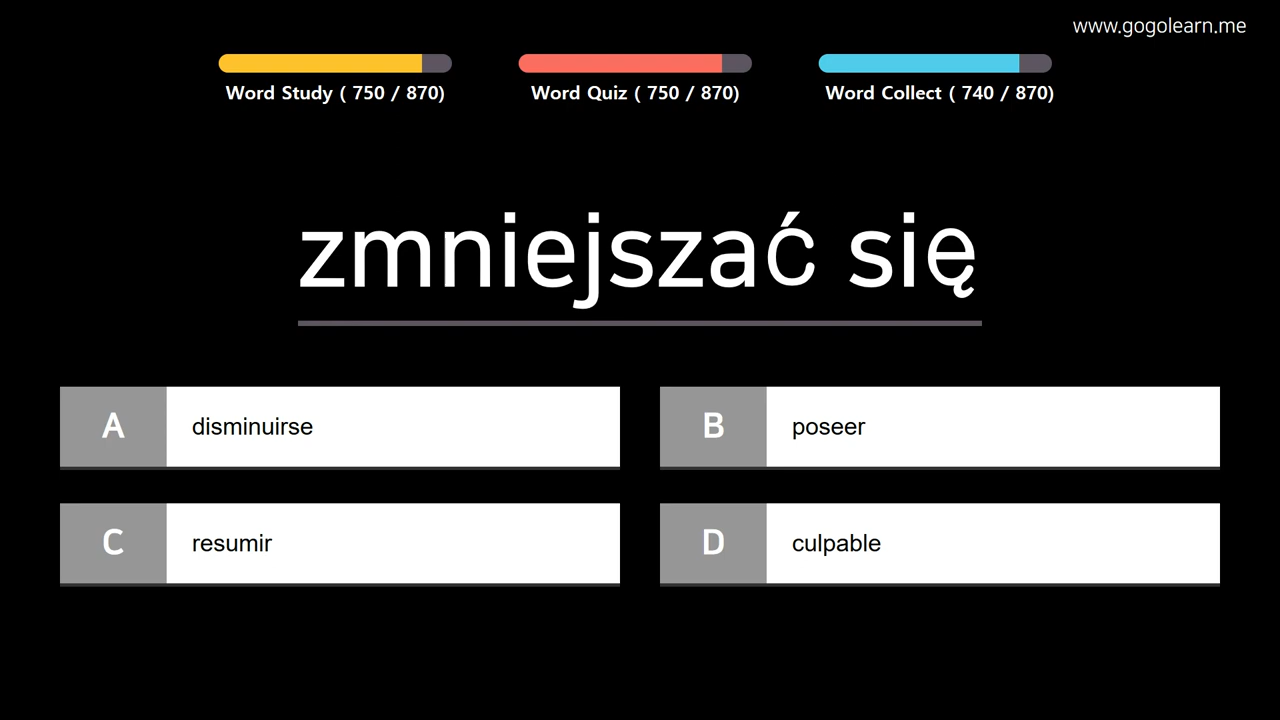 www.gogolearn.me
Word Study ( 750 / 870)
Word Quiz ( 750 / 870)
Word Collect ( 740 / 870)
zmniejszać się
A disminuirse
B poseer
C resumir
D culpable